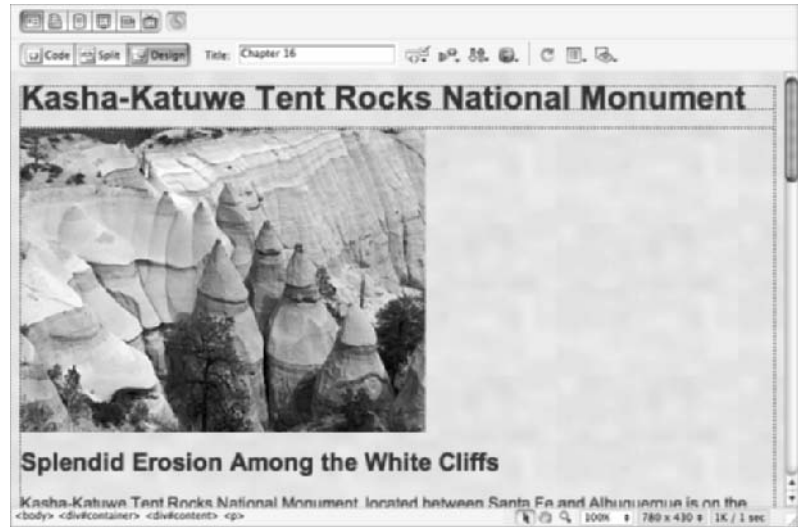 Code Split Design Title: Chapter 16
Kasha-Katuwe Tent Rocks National Monument
Splendid Erosion Among the White Cliffs
Kasha-Katuwe Tent Rocks National Monument, located between Santa Fe and Albuquerque is on the
<body> <div#container> <div#content> <p> 100% 780 x 430 1K / 1 sec